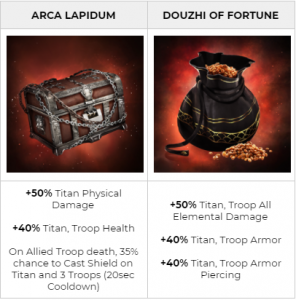 ARCA LAPIDUM
DOUZHI OF FORTUNE
+50% Titan Physical
Damage
+40% Titan, Troop Health
On Allied Troop death, 35%
chance to Cast Shield on
Titan and 3 Troops (20sec
Cooldown)
+50% Titan, Troop All
Elemental Damage
+40% Titan, Troop Armor
+40% Titan, Troop Armor
Piercing